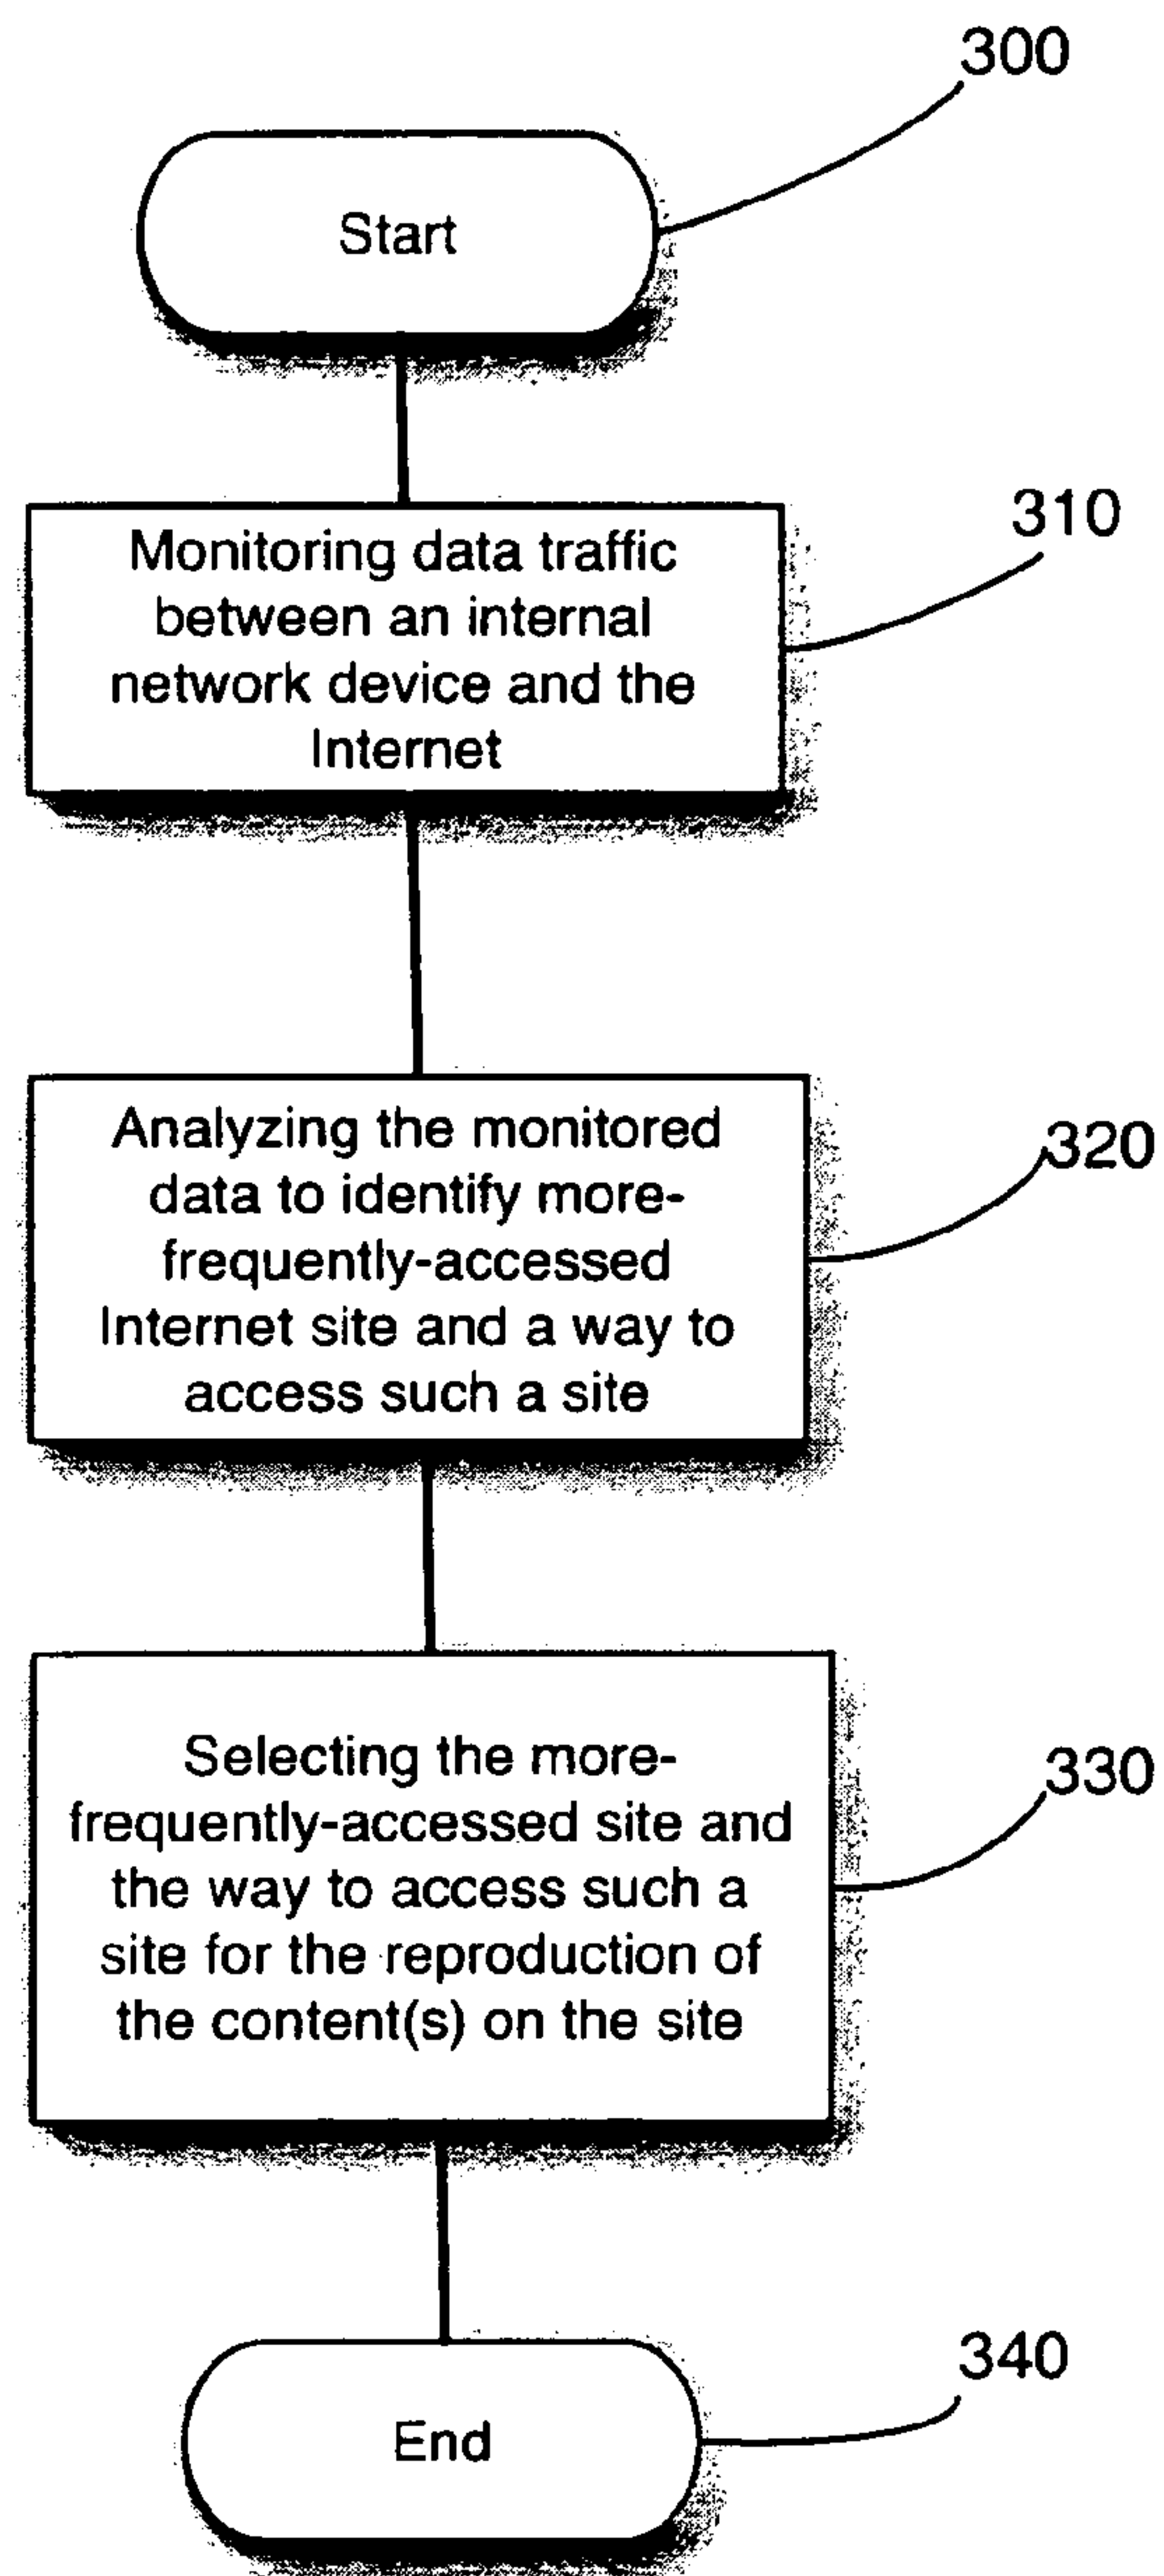 300
Start
310
Monitoring data traffic
between an internal
network device and the
Internet
320
Analyzing the monitored
data to identify more-
frequently-accessed
Internet site and a way to
access such a site
330
Selecting the more-
frequently-accessed site and
the way to access such a
site for the reproduction of
the content(s) on the site
340
End